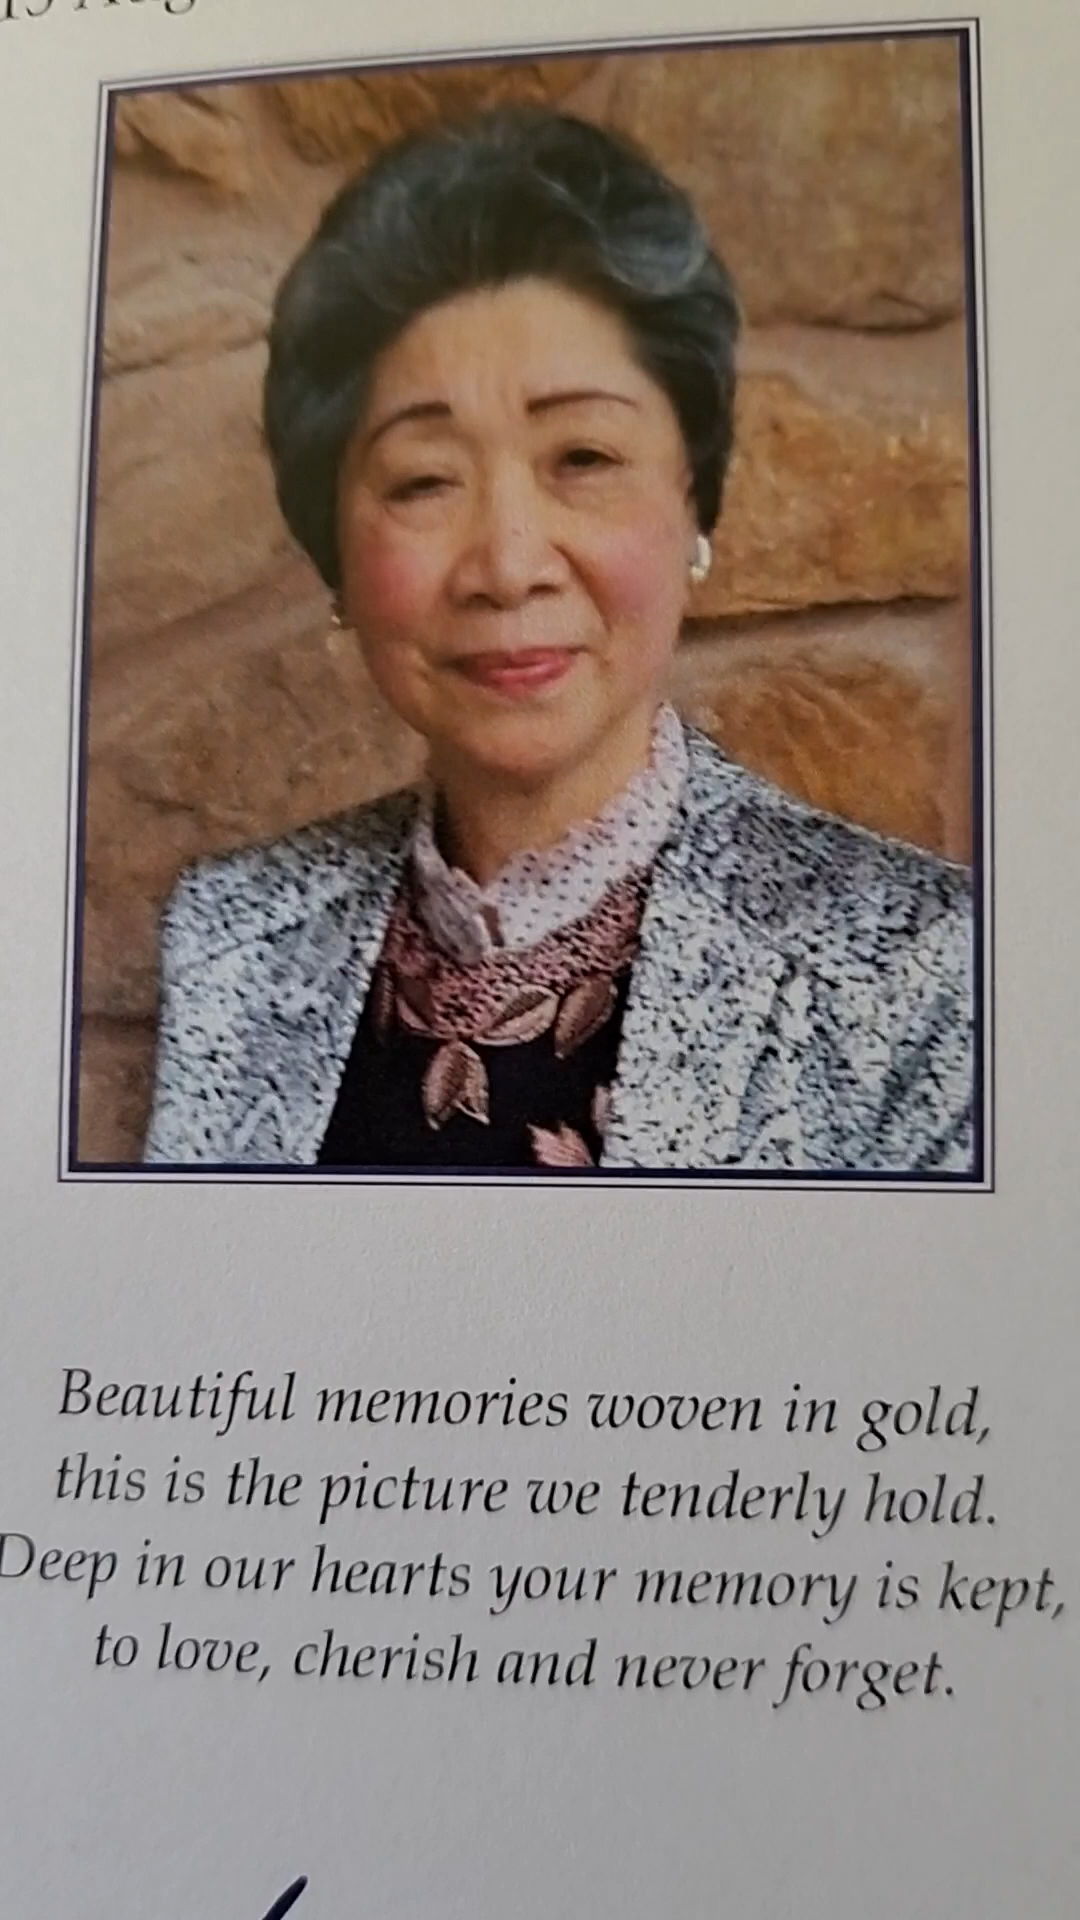 Beautiful memories woven in gold,
this is the picture we tenderly hold.
Deep in our hearts your memory is kept,
to love, cherish and never forget.